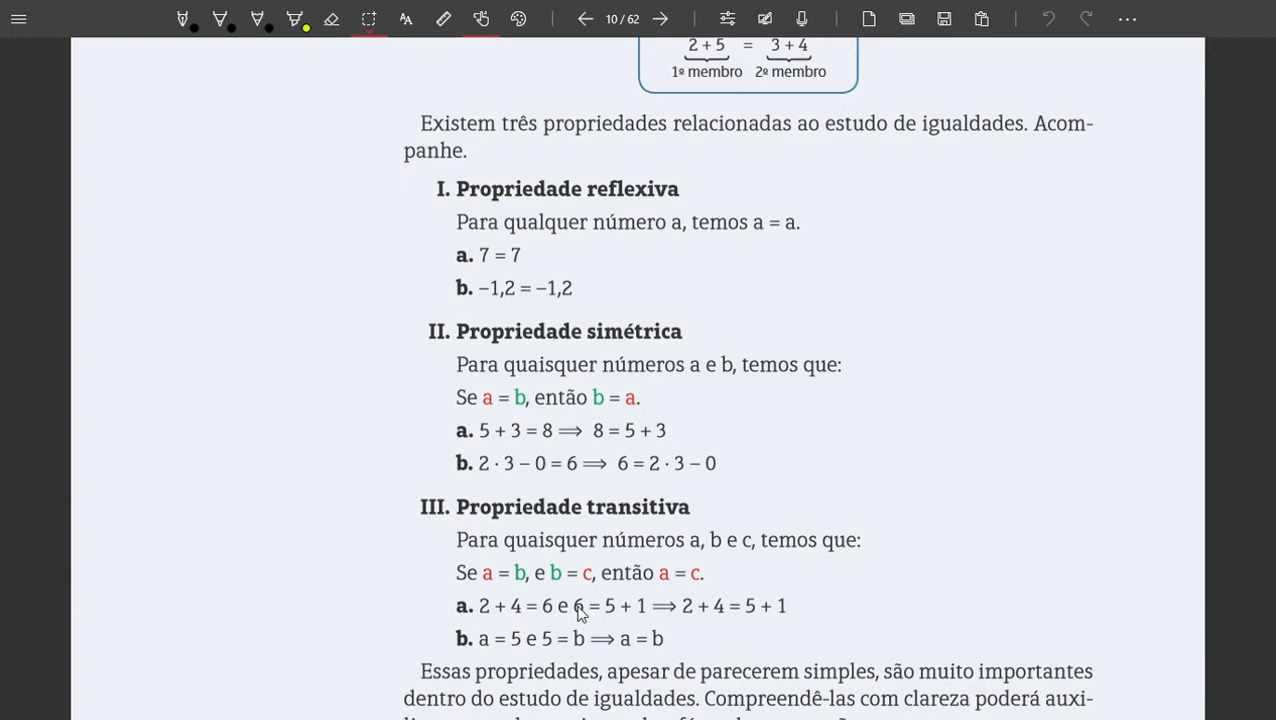 10 / 62
2 + 5 = 3 + 4
1º membro 2º membro
Existem três propriedades relacionadas ao estudo de igualdades. Acom-
panhe.
I. Propriedade reflexiva
Para qualquer número a, temos a = a.
a. 7 = 7
b. –1,2 = –1,2
II. Propriedade simétrica
Para quaisquer números a e b, temos que:
Se a = b, então b = a.
a. 5 + 3 = 8 ⟹ 8 = 5 + 3
b. 2 · 3 – 0 = 6 ⟹ 6 = 2 · 3 – 0
III. Propriedade transitiva
Para quaisquer números a, b e c, temos que:
Se a = b, e b = c, então a = c.
a. 2 + 4 = 6 e 6 = 5 + 1 ⟹ 2 + 4 = 5 + 1
b. a = 5 e 5 = b ⟹ a = b
Essas propriedades, apesar de parecerem simples, são muito importantes
dentro do estudo de igualdades. Compreendê-las com clareza poderá auxi-